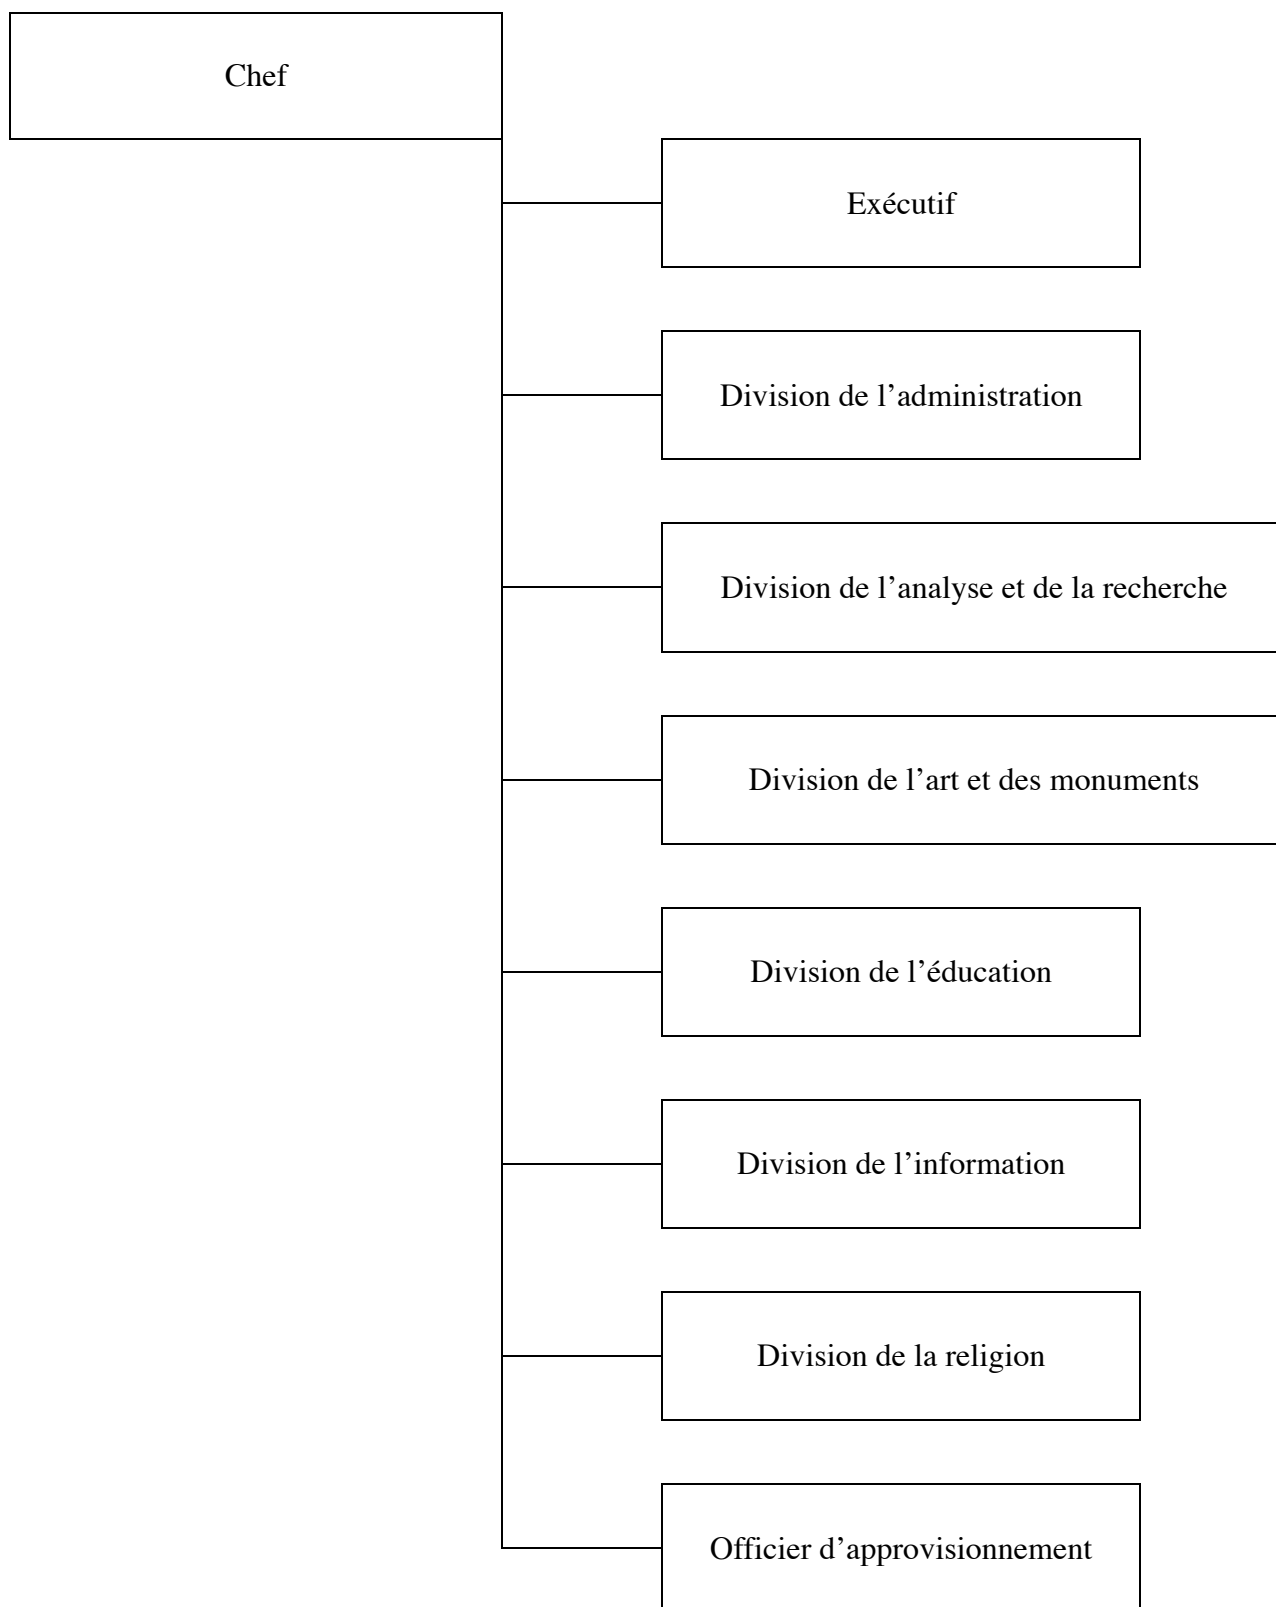 Chef
Exécutif
Division de l’administration
Division de l’analyse et de la recherche
Division de l’art et des monuments
Division de l’éducation
Division de l’information
Division de la religion
Officier d’approvisionnement